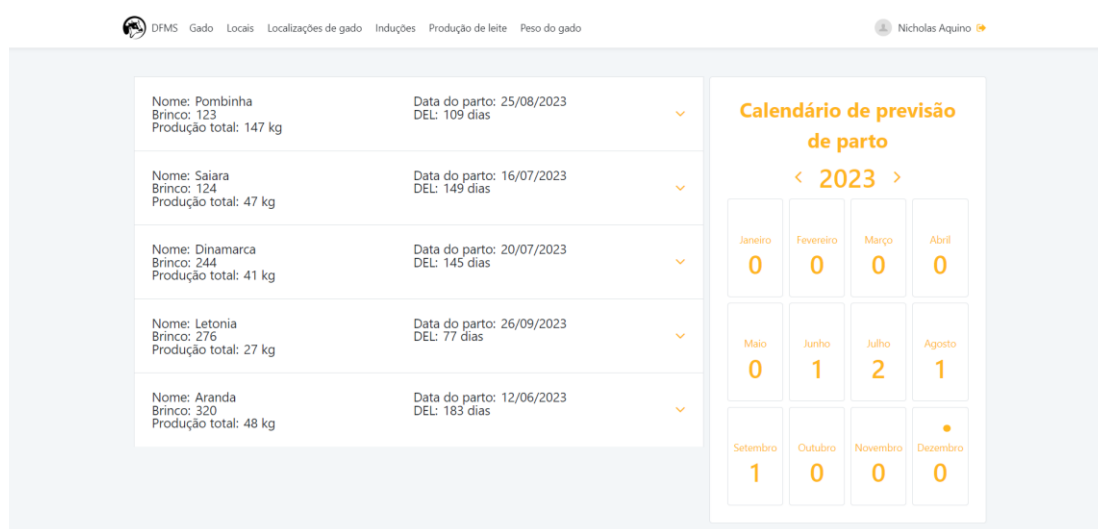 DFMS Gado Locais Localizações de gado Induções Produção de leite Peso do gado Nicholas Aquino
Nome: Pombinha
Brinco: 123
Produção total: 147 kg
Data do parto: 25/08/2023
DEL: 109 dias
Nome: Saiara
Brinco: 124
Produção total: 47 kg
Data do parto: 16/07/2023
DEL: 149 dias
Nome: Dinamarca
Brinco: 244
Produção total: 41 kg
Data do parto: 20/07/2023
DEL: 145 dias
Nome: Letonia
Brinco: 276
Produção total: 27 kg
Data do parto: 26/09/2023
DEL: 77 dias
Nome: Aranda
Brinco: 320
Produção total: 48 kg
Data do parto: 12/06/2023
DEL: 183 dias
Calendário de previsão
de parto
< 2023 >
Janeiro Fevereiro Março Abril
0 0 0 0
Maio Junho Julho Agosto
0 1 2 1
Setembro Outubro Novembro Dezembro
1 0 0 0